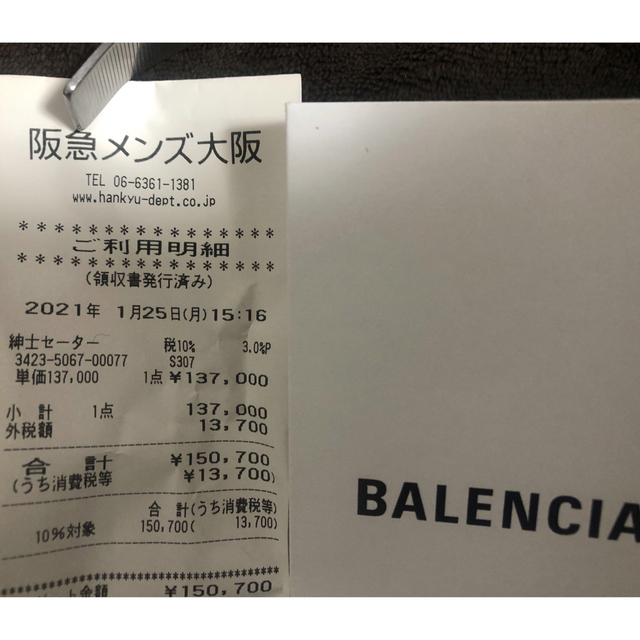 阪急メンズ大阪
TEL 06-6361-1381
www.hankyu-dept.co.jp
****************
ご利用明細
****************
(領収書発行済み)
2021年 1月25日(月)15:16
紳士セーター 税10% 3.0%P
3423-5067-00077 S307
単価137,000 1点 ¥137,000
小 計 1点 137,000
外税額 13,700
合 計 ¥150,700
(うち消費税等 ¥13,700)
合 計(うち消費税等)
10%対象 150,700( 13,700)
ト金額 ¥150,700
BALENCIA